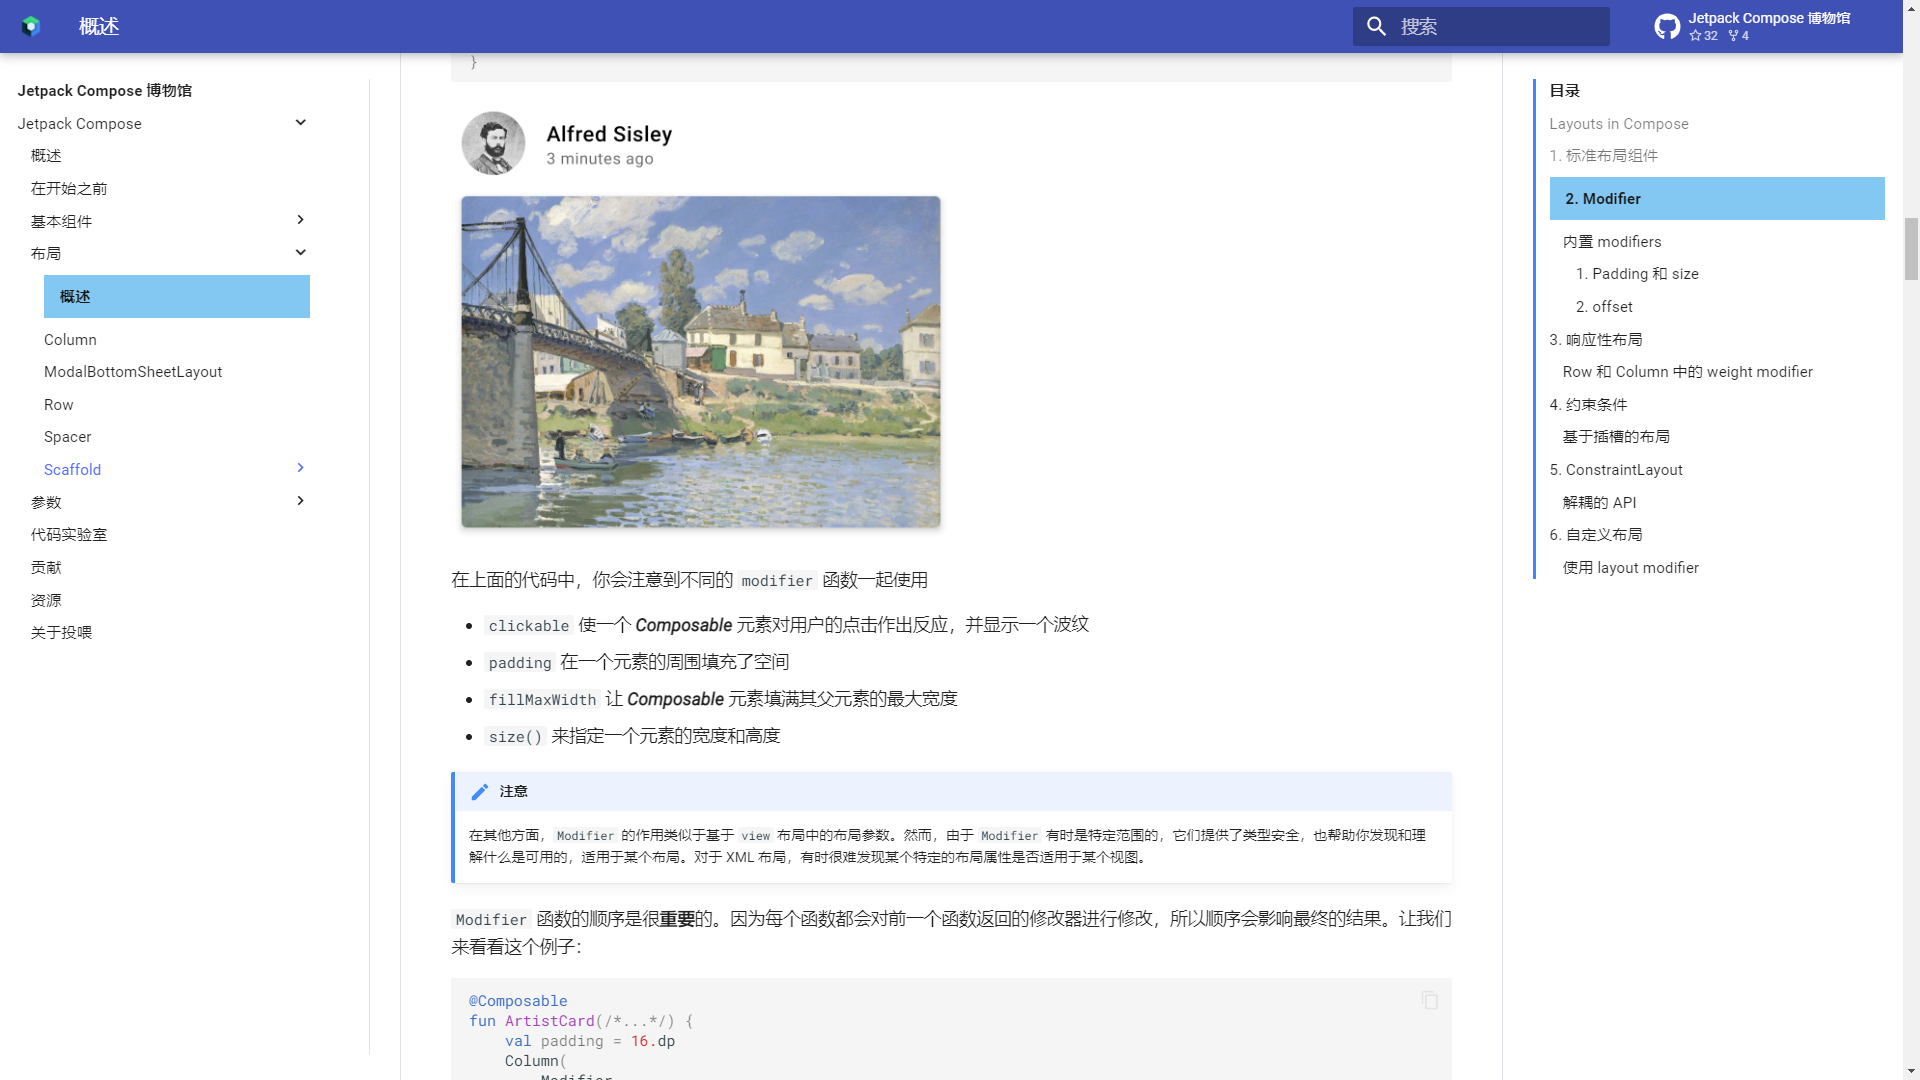 概述
搜索
Jetpack Compose 博物馆
32 4
Jetpack Compose 博物馆
Jetpack Compose
概述
在开始之前
基本组件
布局
概述
Column
ModalBottomSheetLayout
Row
Spacer
Scaffold
参数
代码实验室
贡献
资源
关于投喂
}
Alfred Sisley
3 minutes ago
在上面的代码中，你会注意到不同的 modifier 函数一起使用
clickable 使一个 Composable 元素对用户的点击作出反应，并显示一个波纹
padding 在一个元素的周围填充了空间
fillMaxWidth 让 Composable 元素填满其父元素的最大宽度
size() 来指定一个元素的宽度和高度
注意
在其他方面，Modifier 的作用类似于基于 view 布局中的布局参数。然而，由于 Modifier 有时是特定范围的，它们提供了类型安全，也帮助你发现和理
解什么是可用的，适用于某个布局。对于 XML 布局，有时很难发现某个特定的布局属性是否适用于某个视图。
Modifier 函数的顺序是很重要的。因为每个函数都会对前一个函数返回的修改器进行修改，所以顺序会影响最终的结果。让我们
来看看这个例子：
@Composable
fun ArtistCard(/*...*/) {
val padding = 16.dp
Column(
Modifier
目录
Layouts in Compose
1. 标准布局组件
2. Modifier
内置 modifiers
1. Padding 和 size
2. offset
3. 响应性布局
Row 和 Column 中的 weight modifier
4. 约束条件
基于插槽的布局
5. ConstraintLayout
解耦的 API
6. 自定义布局
使用 layout modifier